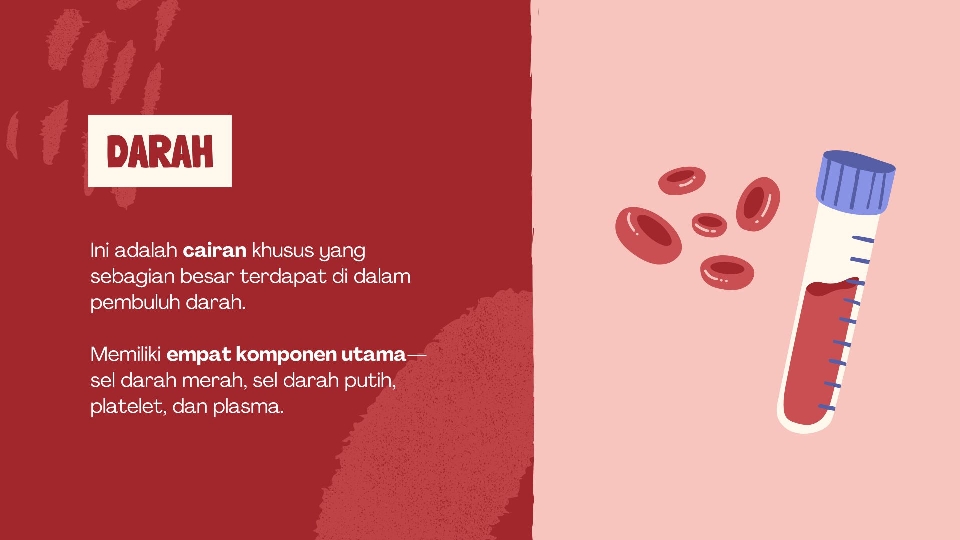 DARAH
Ini adalah cairan khusus yang
sebagian besar terdapat di dalam
pembuluh darah.
Memiliki empat komponen utama—
sel darah merah, sel darah putih,
platelet, dan plasma.